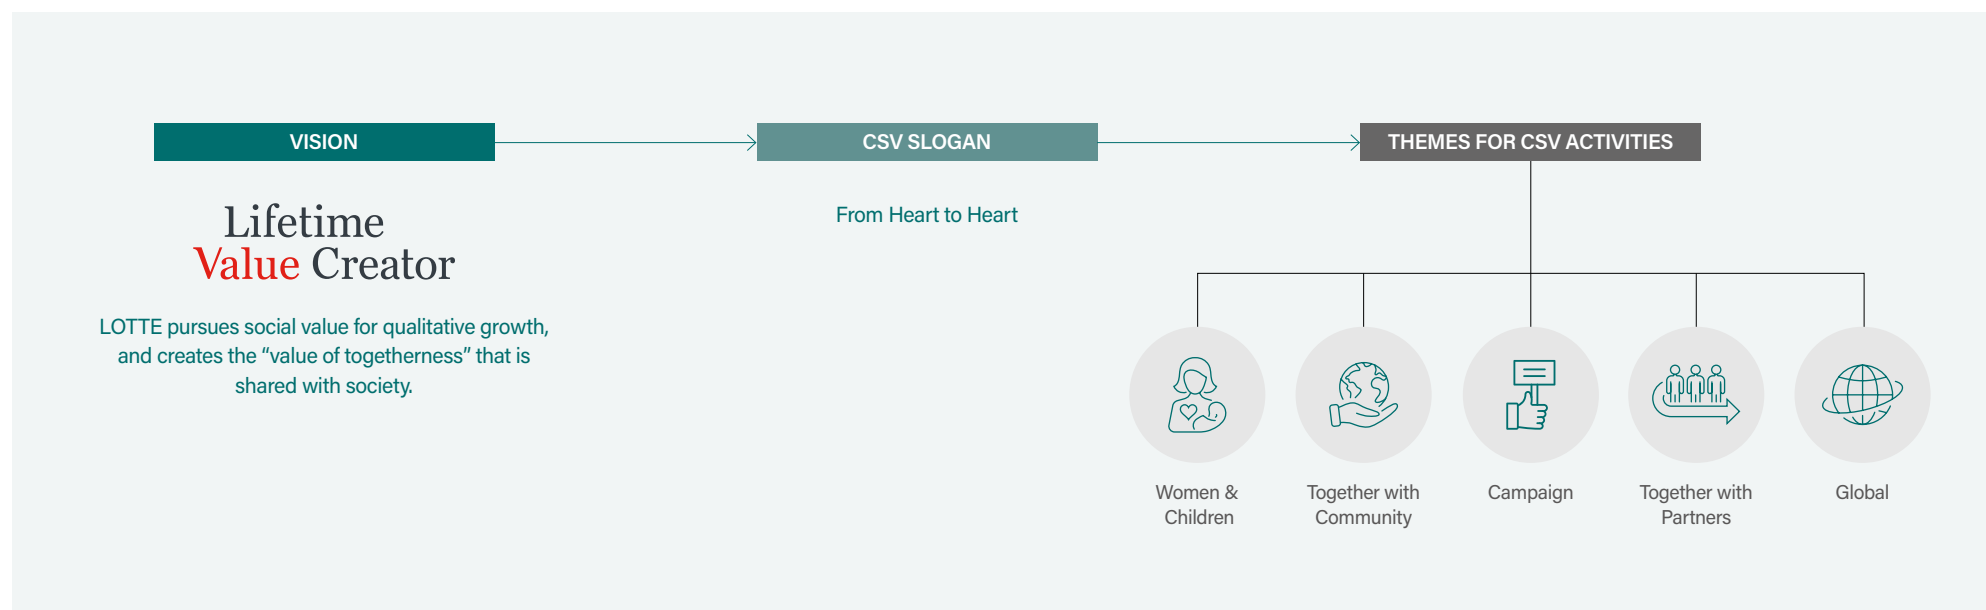 VISION
Lifetime
Value Creator
LOTTE pursues social value for qualitative growth,
and creates the “value of togetherness” that is
shared with society.
CSV SLOGAN
From Heart to Heart
THEMES FOR CSV ACTIVITIES
Women &
Children
Together with
Community
Campaign
Together with
Partners
Global